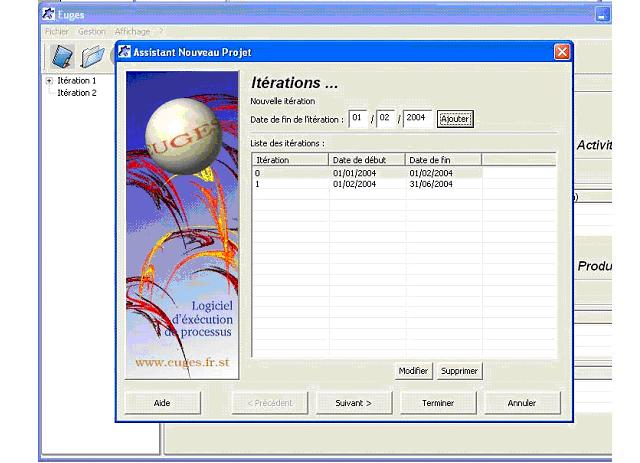 Euges
Fichier Gestion Affichage ?
Assistant Nouveau Projet
Itération 1
Itération 2
Itérations ...
Nouvelle itération
Date de fin de l'itération : 01 / 02 / 2004 Ajouter
Liste des itérations :
Itération Date de début Date de fin
0 01/01/2004 01/02/2004
1 01/02/2004 31/06/2004
EUGES
Logiciel
d'éxécution
de processus
www.euges.fr.st
Activit
Produ
Modifier Supprimer
Aide < Précédent Suivant > Terminer Annuler